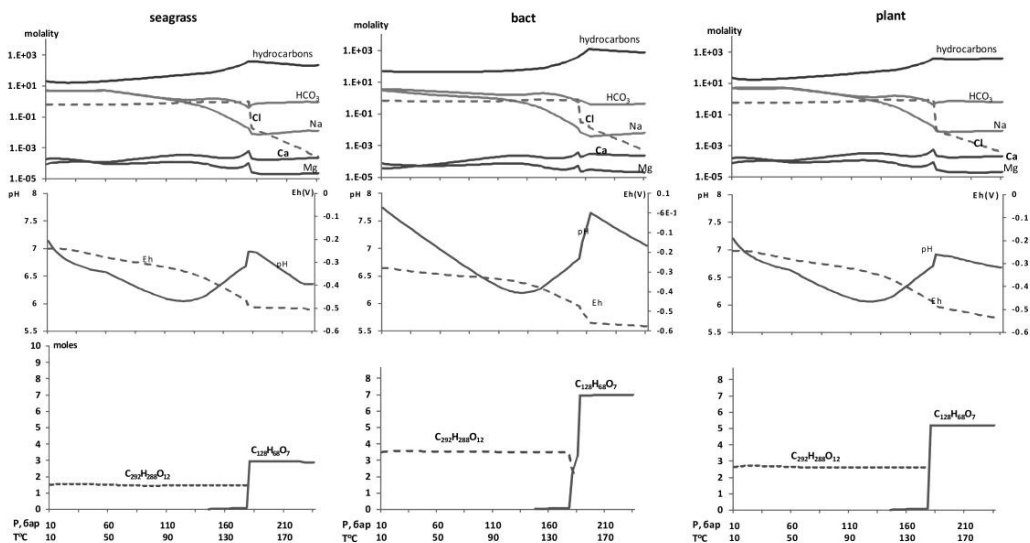 seagrass
molality
hydrocarbons
1.E+03
1.E+01
HCO₃
1.E-01
Cl
Na
1.E-03
Ca
Mg
1.E-05
pH
Eh(V)
8
7.5
7
6.5
6
5.5
Eh
pH
0
-0.1
-0.2
-0.3
-0.4
-0.5
-0.6
moles
10
9
8
7
6
5
4
3
2
1
0
C₁₂₈H₆₈O₇
C₂₉₂H₂₈₈O₁₂
P, бар 10 60 110 160 210
T°C 10 50 90 130 170
bact
molality
hydrocarbons
1.E+03
1.E+01
HCO₃
1.E-01
Cl
Na
1.E-03
Ca
Mg
1.E-05
pH
Eh(V)
8
7.5
7
6.5
6
5.5
pH
Eh
0.1
-6E-1
-0.1
-0.2
-0.3
-0.4
-0.5
-0.6
8
7
6
5
4
3
2
1
0
C₁₂₈H₆₈O₇
C₂₉₂H₂₈₈O₁₂
10 60 110 160 210
10 50 90 130 170
plant
molality
hydrocarbons
1.E+03
1.E+01
HCO₃
1.E-01
Na
Cl
1.E-03
Ca
Mg
1.E-05
pH
Eh(V)
8
7.5
7
6.5
6
5.5
pH
Eh
0
-0.1
-0.2
-0.3
-0.4
-0.5
-0.6
8
7
6
5
4
3
2
1
0
C₁₂₈H₆₈O₇
C₂₉₂H₂₈₈O₁₂
P, бар 10 60 110 160 210
T°C 10 50 90 130 170